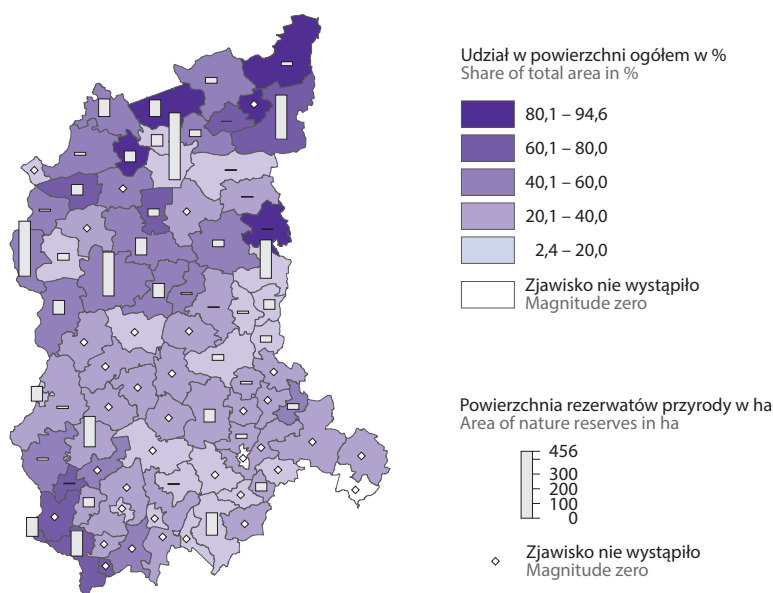 Udział w powierzchni ogółem w %
Share of total area in %
80,1 – 94,6
60,1 – 80,0
40,1 – 60,0
20,1 – 40,0
2,4 – 20,0
Zjawisko nie wystąpiło
Magnitude zero
Powierzchnia rezerwatów przyrody w ha
Area of nature reserves in ha
456
300
200
100
0
Zjawisko nie wystąpiło
Magnitude zero